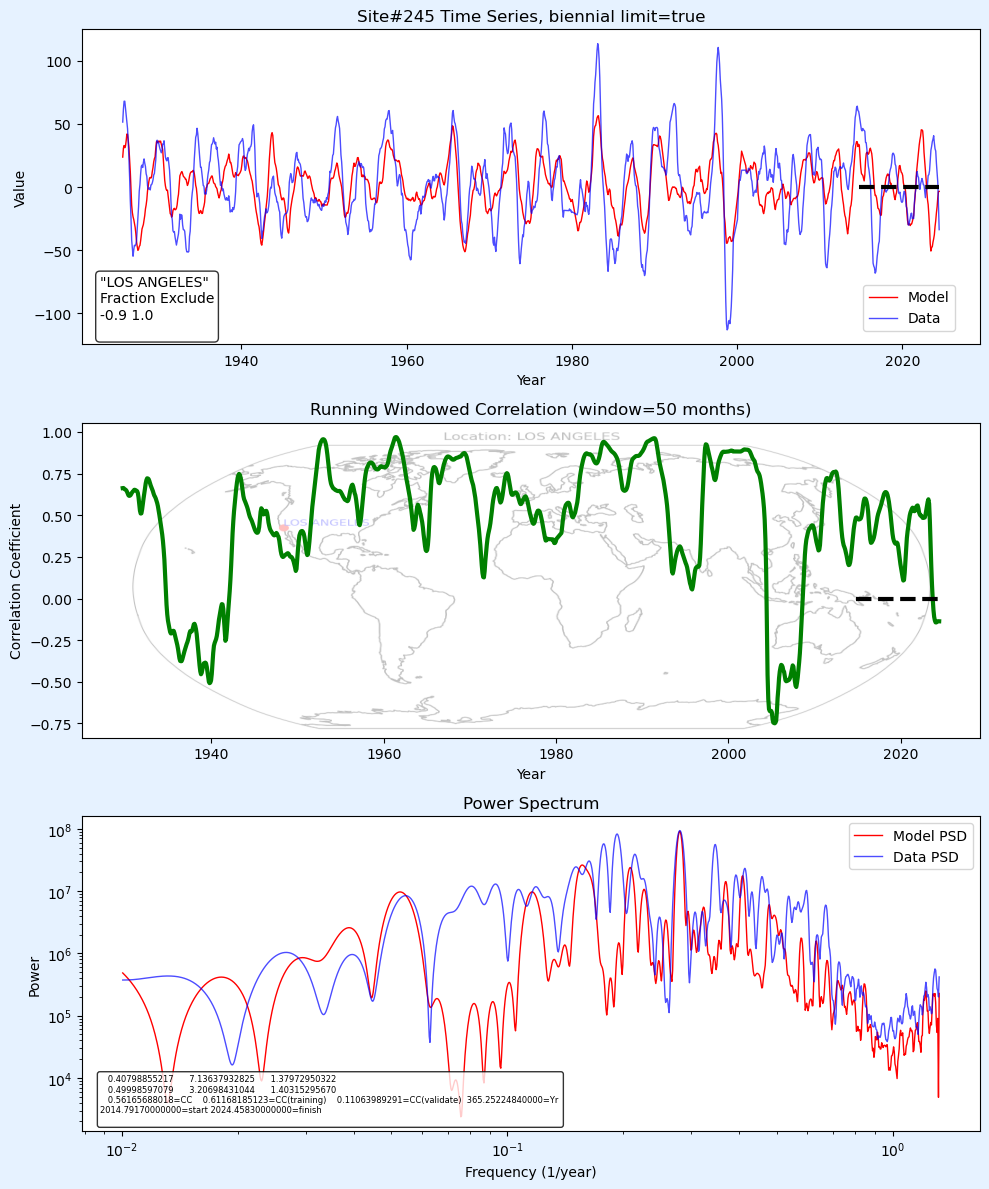 Site#245 Time Series, biennial limit=true
Value
100
50
0
−50
−100
"LOS ANGELES"
Fraction Exclude
-0.9 1.0
Model
Data
1940 1960 1980 2000 2020
Year
Running Windowed Correlation (window=50 months)
Location: LOS ANGELES
LOS ANGELES
Correlation Coefficient
1.00
0.75
0.50
0.25
0.00
−0.25
−0.50
−0.75
1940 1960 1980 2000 2020
Year
Power Spectrum
Model PSD
Data PSD
Power
10^8
10^7
10^6
10^5
10^4
0.40798855217 7.13637932825 1.37972950322
0.49998597079 3.20698431044 1.40315295670
0.56165688018=CC 0.61168185123=CC(training) 0.11063989291=CC(validate) 365.25224840000=Yr
2014.79170000000=start 2024.45830000000=finish
10^−2 10^−1 10^0
Frequency (1/year)